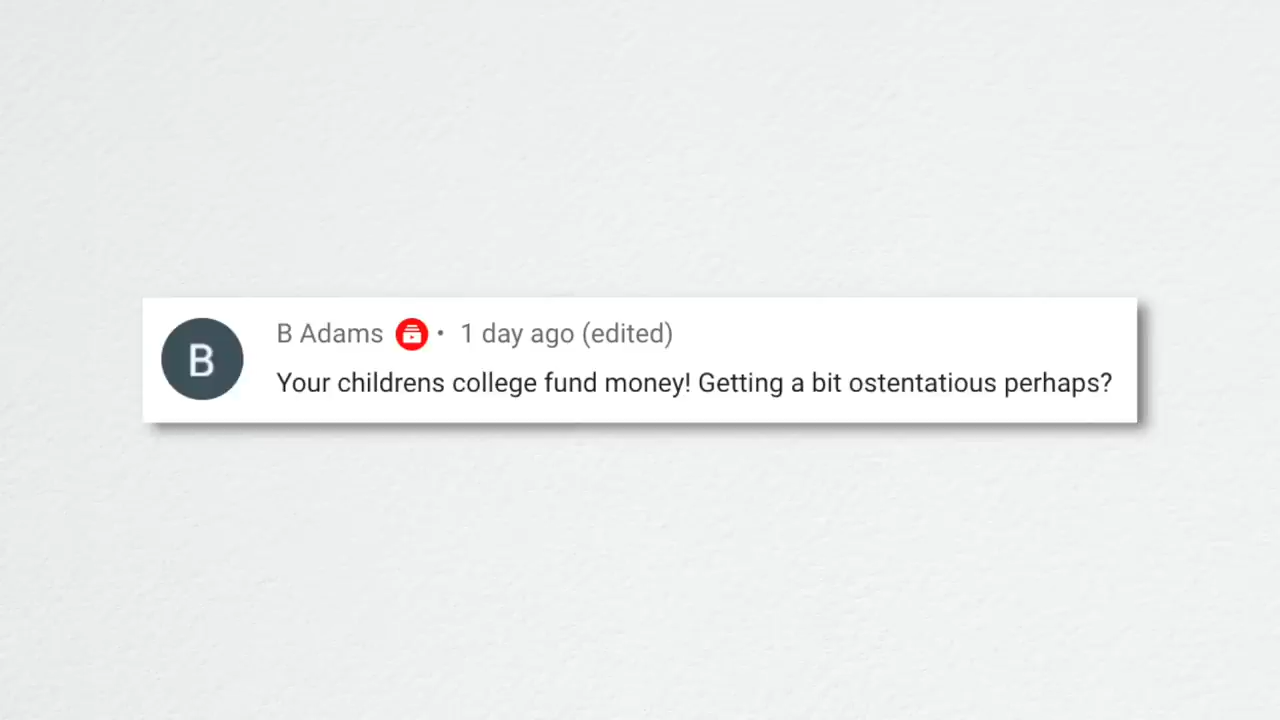 B
B Adams • 1 day ago (edited)
Your childrens college fund money! Getting a bit ostentatious perhaps?